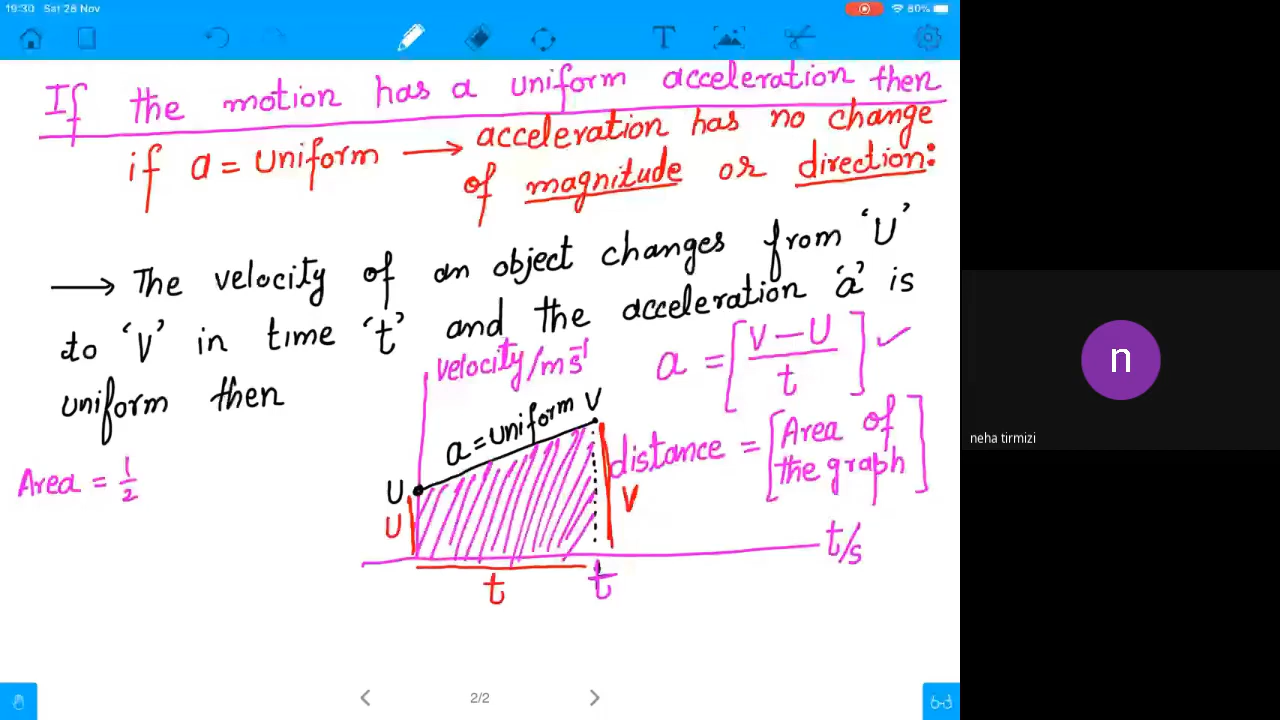 19:30 Sat 28 Nov
80%
If the motion has a uniform acceleration then
if a = uniform → acceleration has no change
of magnitude or direction:
→ The velocity of an object changes from 'U'
to 'V' in time 't' and the acceleration 'a' is
uniform then
a = [V-U/t] ✓
velocity/ms⁻¹
a = uniform V
distance = [Area of
the graph]
Area = 1/2
U
U
V
t/s
t
t
T
2/2
n
neha tirmizi